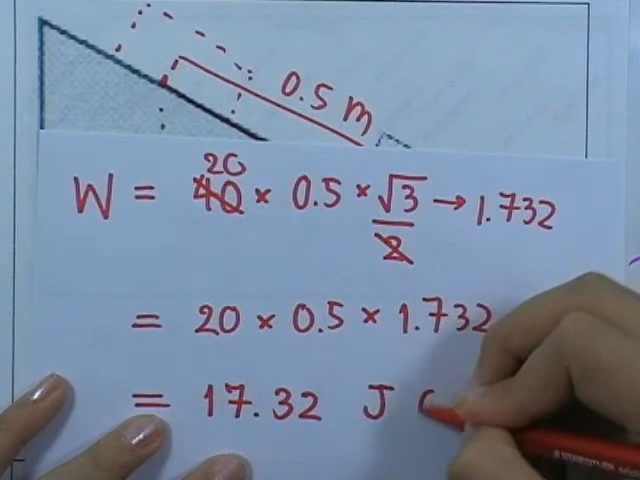 0.5 m
20
W = 40 × 0.5 × √3/2 → 1.732
= 20 × 0.5 × 1.732
= 17.32 J